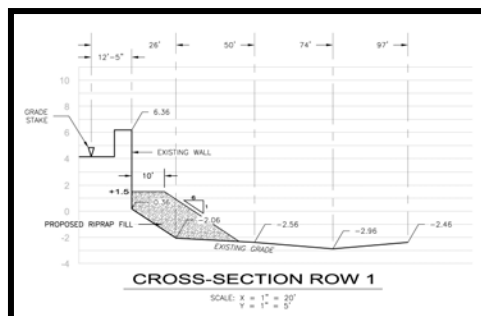 26' 50' 74' 97'
12'-5"
10
8
6
4
2
0
-2
-4
GRADE
STAKE
6.36
EXISTING WALL
10'
+1.5
1
0.36
PROPOSED RIPRAP FILL
-2.06
-2.56
-2.96
-2.46
EXISTING GRADE
CROSS-SECTION ROW 1
SCALE: X = 1" = 20'
Y = 1" = 5'